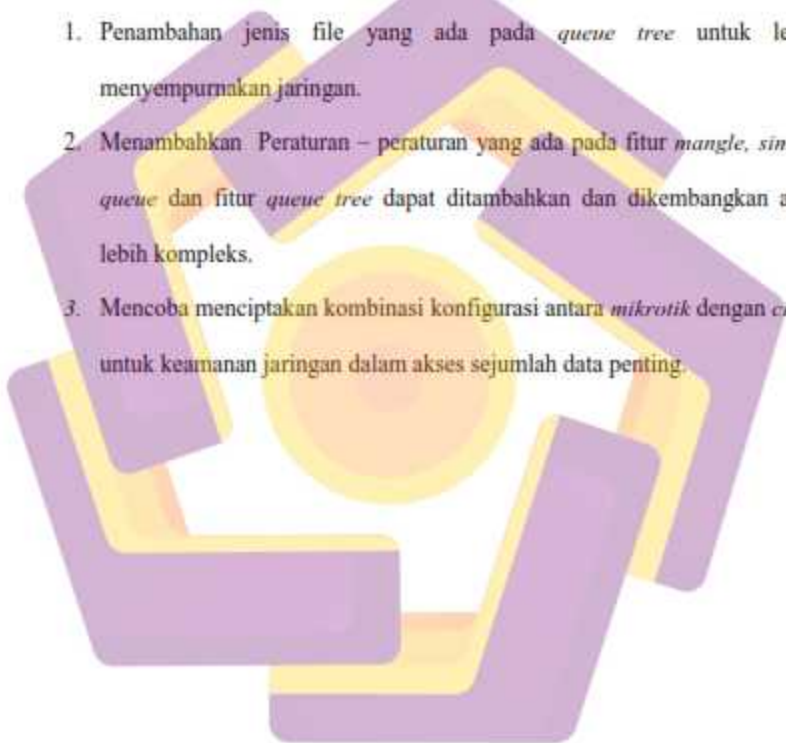 1. Penambahan jenis file yang ada pada queue tree untuk
menyempurnakan jaringan.
2. Menambahkan Peraturan – peraturan yang ada pada fitur mangle,
queue dan fitur queue tree dapat ditambahkan dan dikembangkan
lebih kompleks.
3. Mencoba menciptakan kombinasi konfigurasi antara mikrotik dengan
untuk keamanan jaringan dalam akses sejumlah data penting.